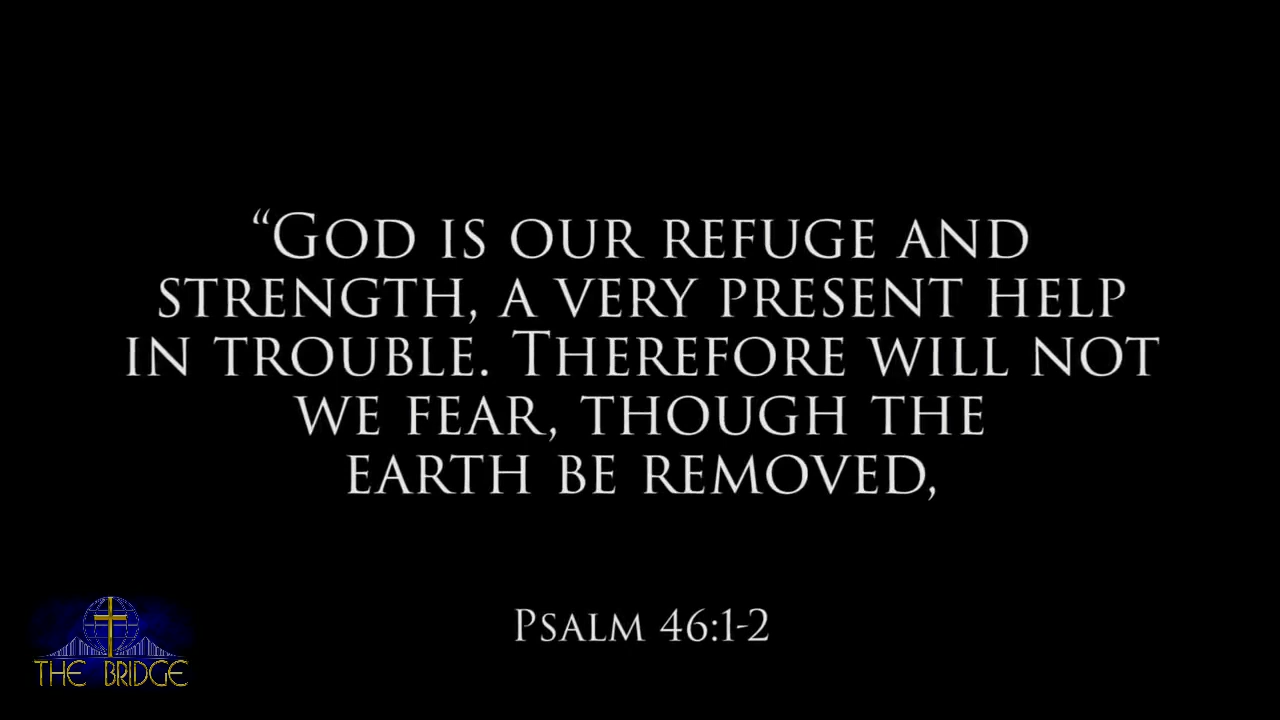 “God is our refuge and
strength, a very present help
in trouble. Therefore will not
we fear, though the
earth be removed,
Psalm 46:1-2
THE BRIDGE